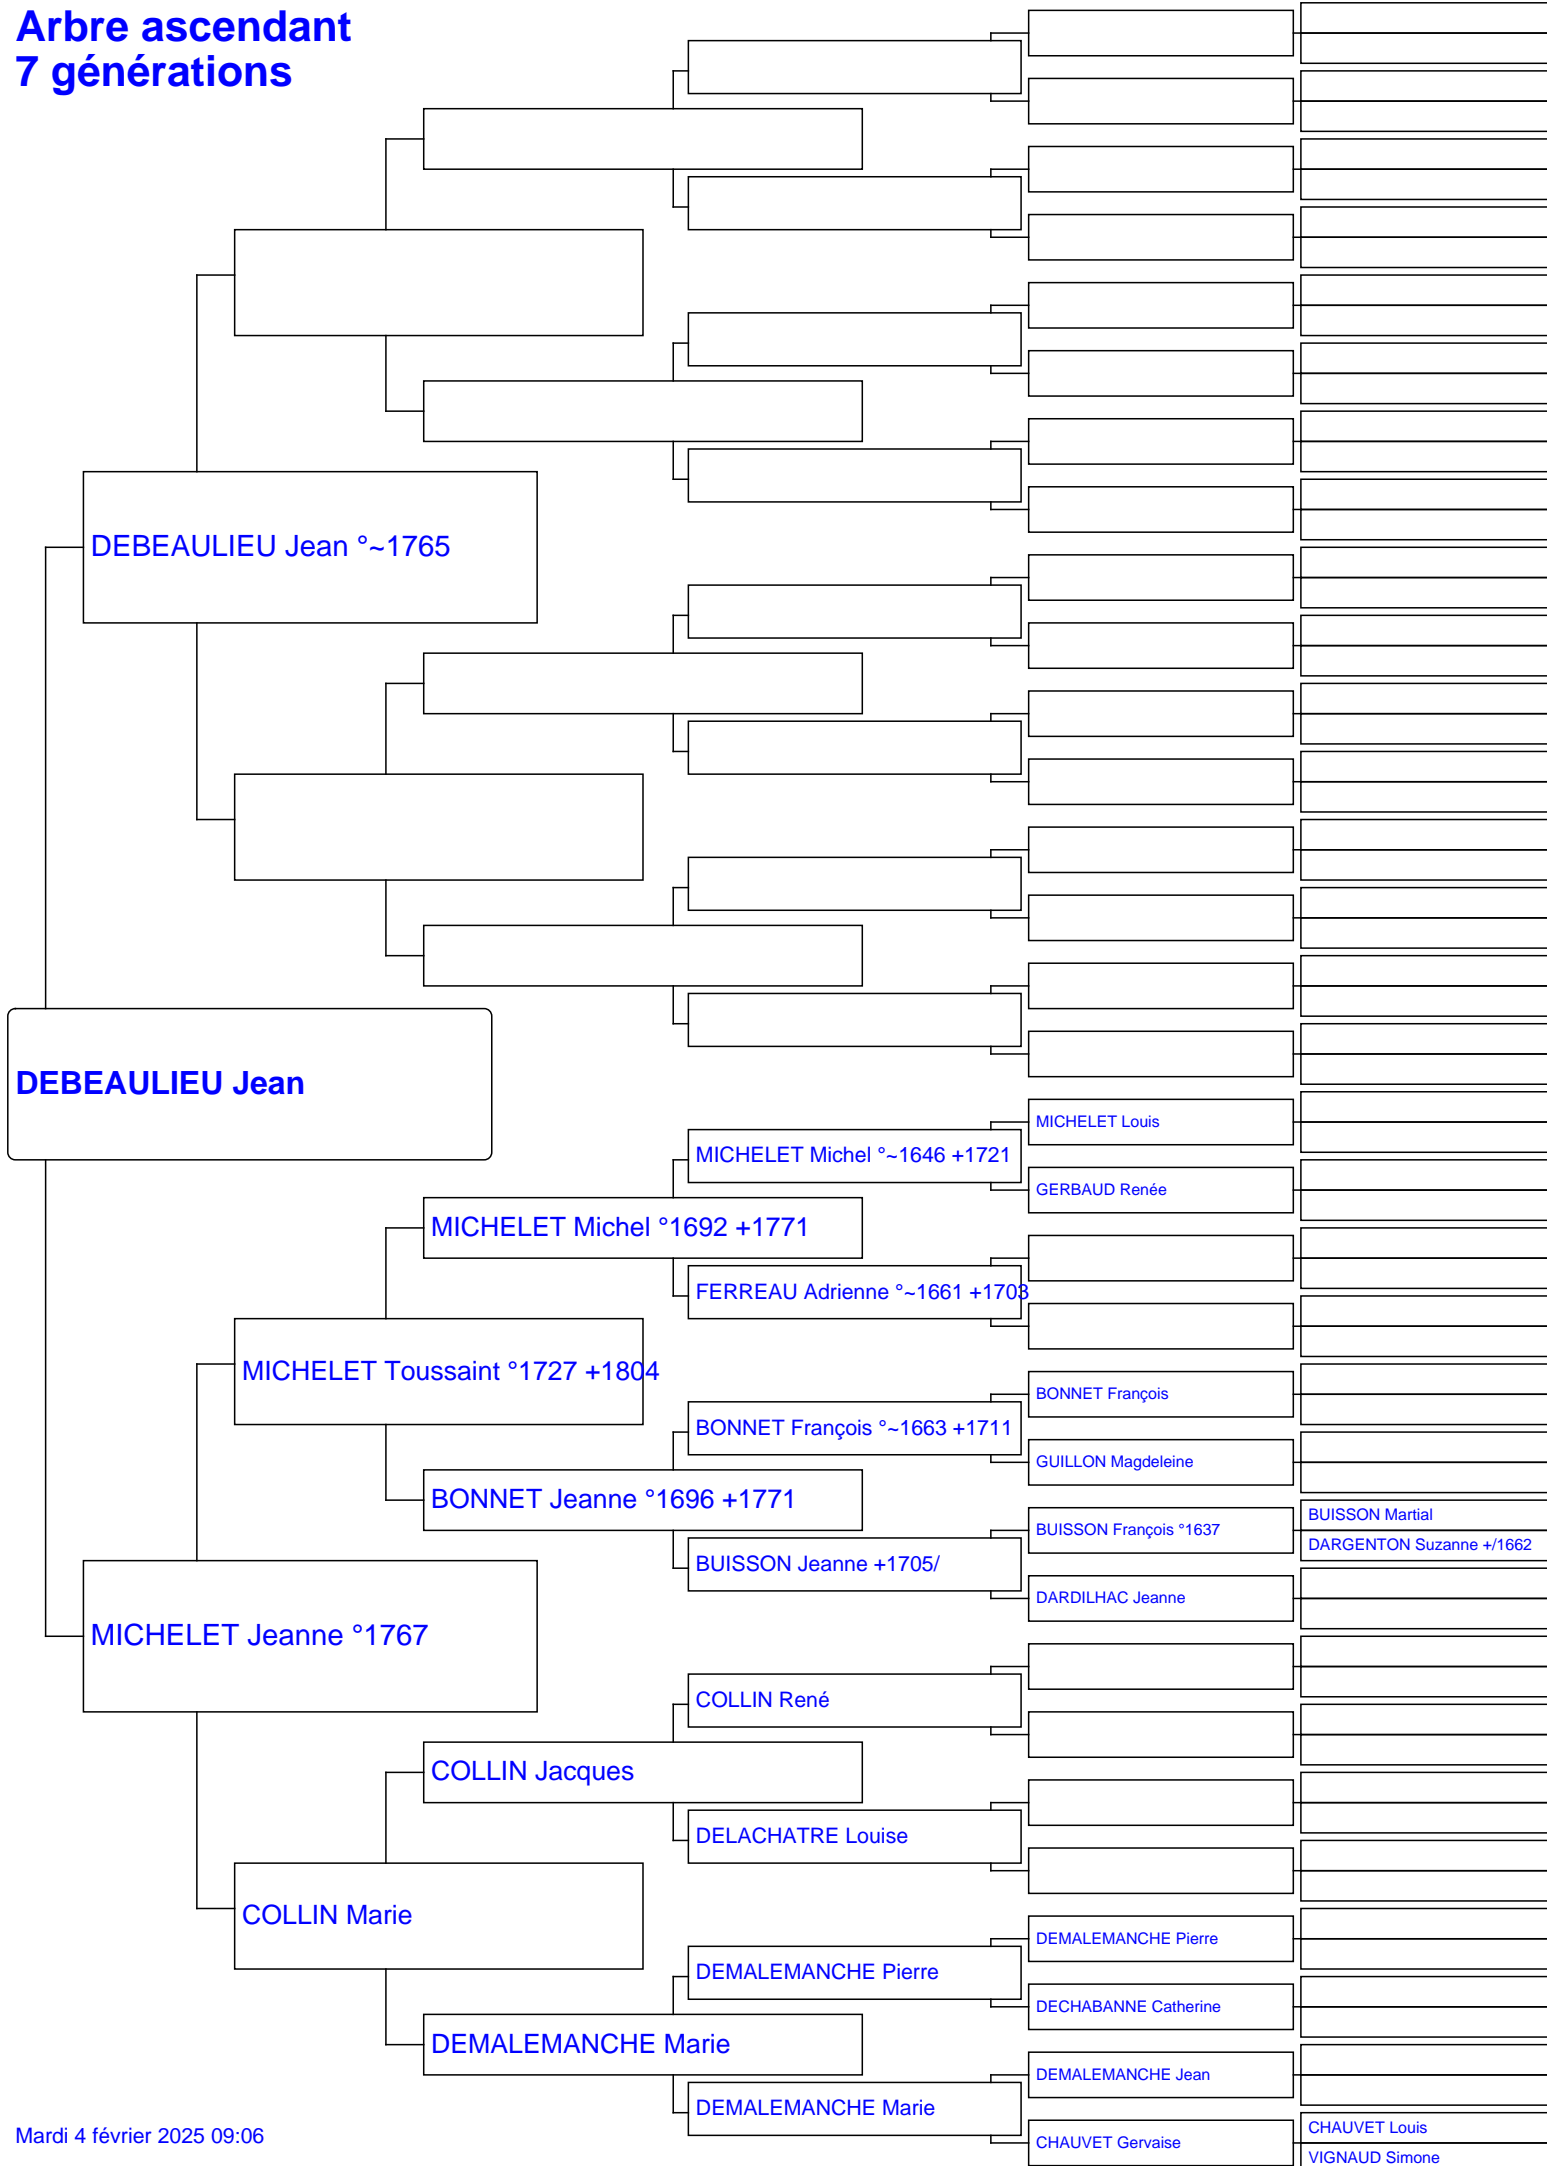 Arbre ascendant
7 générations
DEBEAULIEU Jean °~1765
DEBEAULIEU Jean
MICHELET Louis
MICHELET Michel °~1646 +1721
GERBAUD Renée
MICHELET Michel °1692 +1771
FERREAU Adrienne °~1661 +1703
MICHELET Toussaint °1727 +1804
BONNET François
BONNET François °~1663 +1711
GUILLON Magdeleine
BONNET Jeanne °1696 +1771
BUISSON Martial
BUISSON François °1637
DARGENTON Suzanne +/1662
BUISSON Jeanne +1705/
DARDILHAC Jeanne
MICHELET Jeanne °1767
COLLIN René
COLLIN Jacques
DELACHATRE Louise
COLLIN Marie
DEMALEMANCHE Pierre
DEMALEMANCHE Pierre
DECHABANNE Catherine
DEMALEMANCHE Marie
DEMALEMANCHE Jean
DEMALEMANCHE Marie
CHAUVET Louis
CHAUVET Gervaise
VIGNAUD Simone
Mardi 4 février 2025 09:06